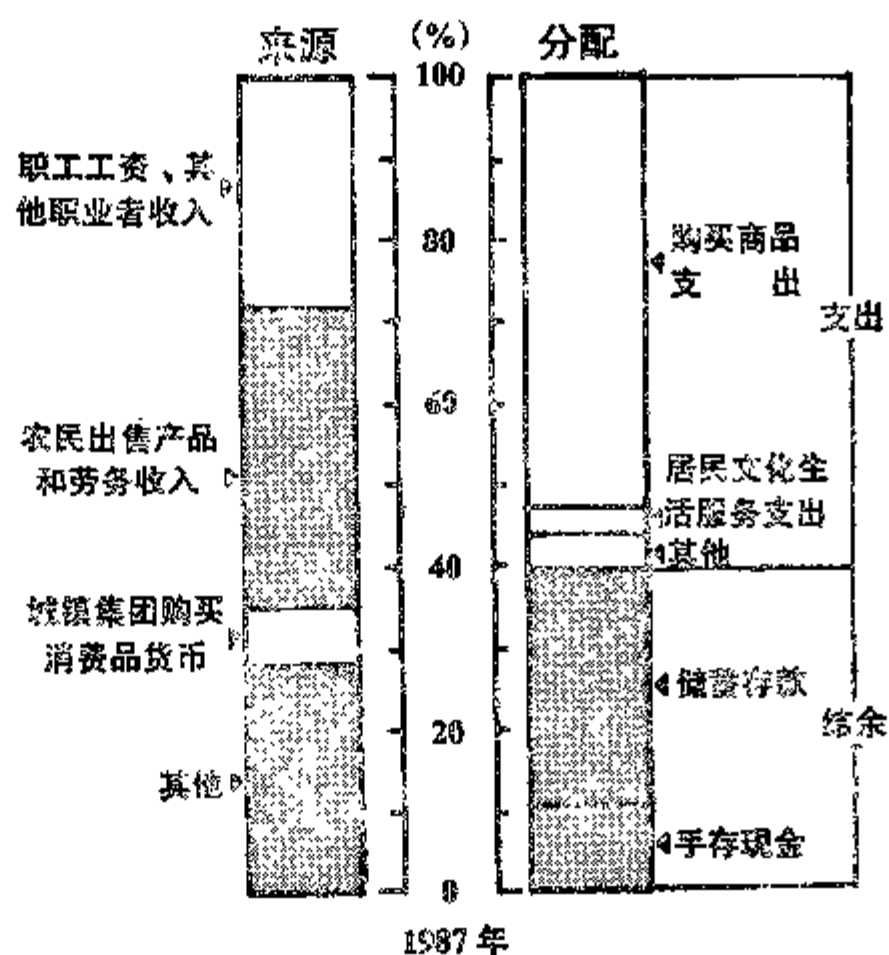 来源
(%)
分配
100
80
60
40
20
0
职工工资、其
他职业者收入
农民出售产品
和劳务收入
城镇集团购买
消费品货币
其他
购买商品
支 出
居民文化生
活服务支出
其他
储蓄存款
手存现金
支出
结余
1987 年